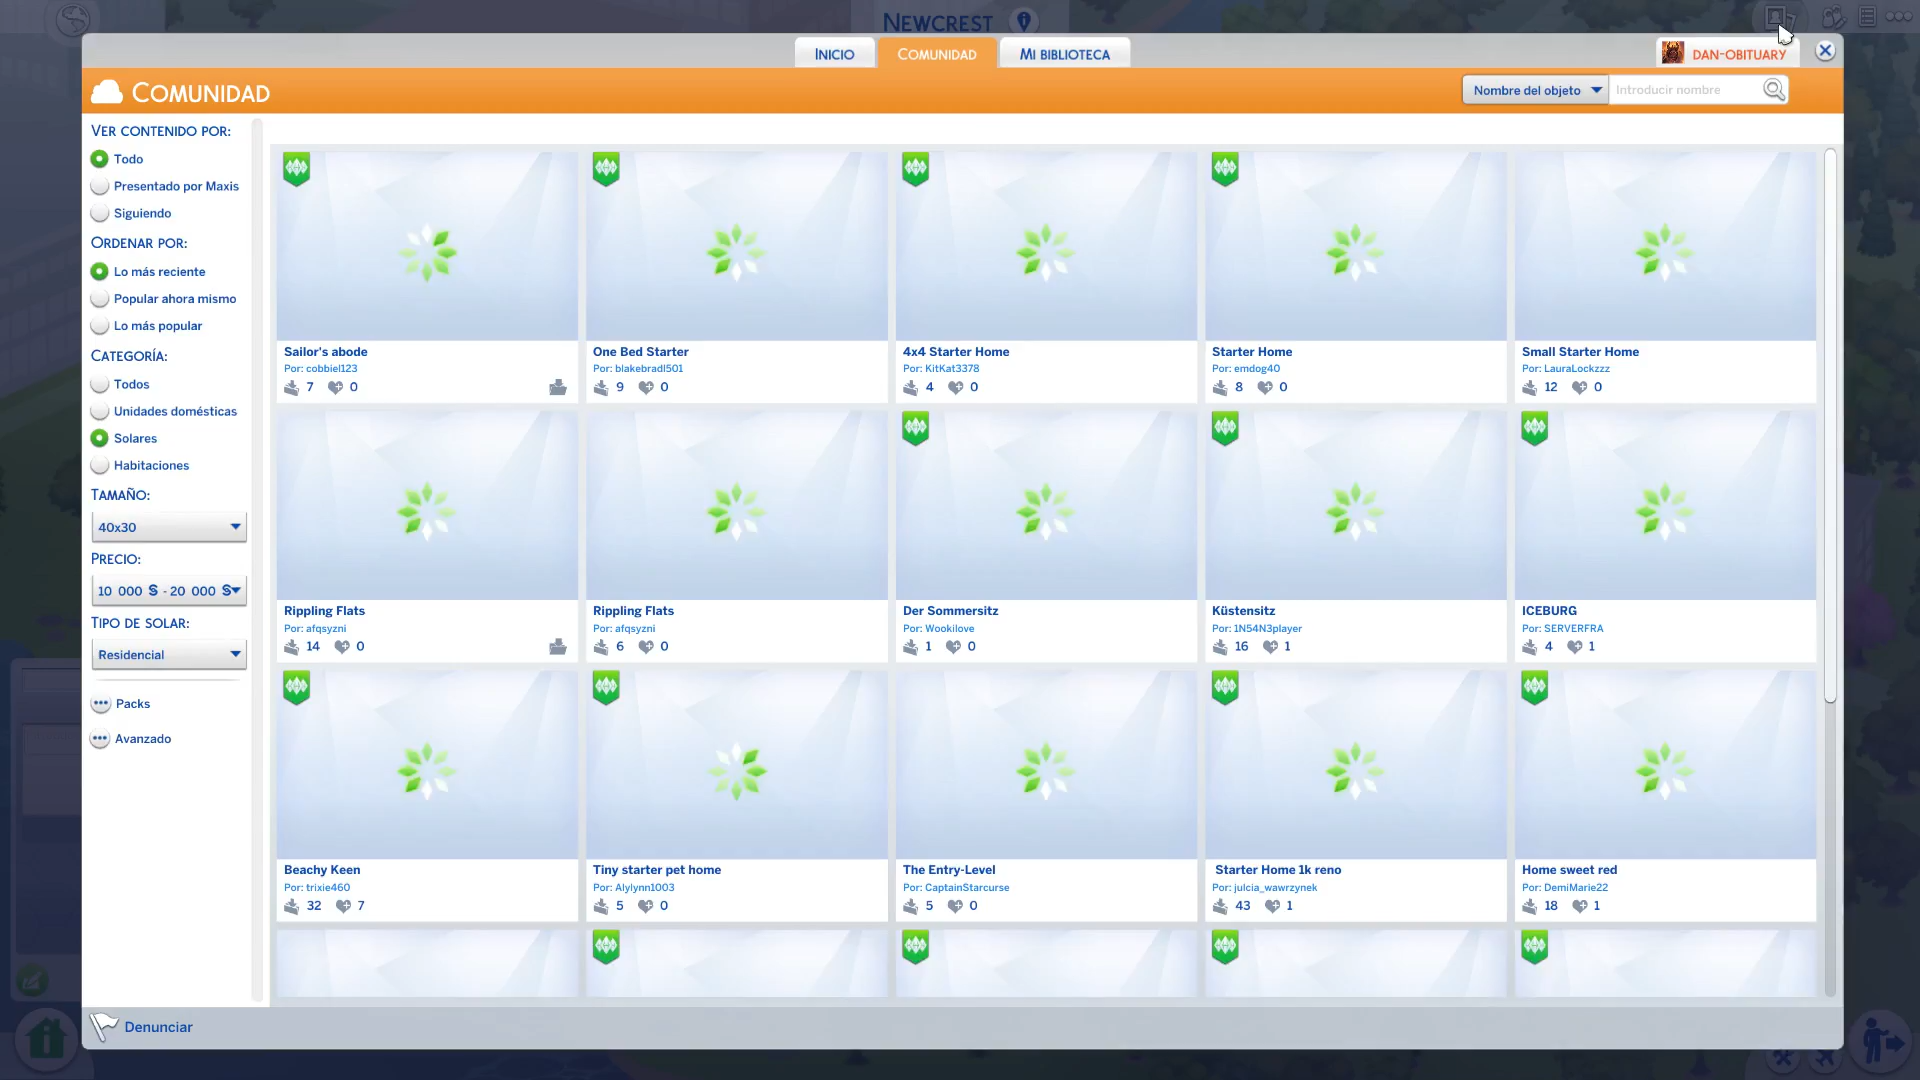 NEWCREST
INICIO
COMUNIDAD
MI BIBLIOTECA
DAN-OBITUARY
COMUNIDAD
Nombre del objeto
Introducir nombre
VER CONTENIDO POR:
Todo
Presentado por Maxis
Siguiendo
ORDENAR POR:
Lo más reciente
Popular ahora mismo
Lo más popular
CATEGORÍA:
Todos
Unidades domésticas
Solares
Habitaciones
TAMAÑO:
40x30
PRECIO:
10 000 § - 20 000 §
TIPO DE SOLAR:
Residencial
Packs
Avanzado
Sailor's abode
Por: cobbiel123
7 0
One Bed Starter
Por: blakebradl501
9 0
4x4 Starter Home
Por: KitKat3378
4 0
Starter Home
Por: emdog40
8 0
Small Starter Home
Por: LauraLockzzz
12 0
Rippling Flats
Por: afqsyzni
14 0
Rippling Flats
Por: afqsyzni
6 0
Der Sommersitz
Por: Wookilove
1 0
Küstensitz
Por: 1N54N3player
16 1
ICEBURG
Por: SERVERFRA
4 1
Beachy Keen
Por: trixie460
32 7
Tiny starter pet home
Por: Alylynn1003
5 0
The Entry-Level
Por: CaptainStarcurse
5 0
Starter Home 1k reno
Por: julcia_wawrzynek
43 1
Home sweet red
Por: DemiMarie22
18 1
Denunciar